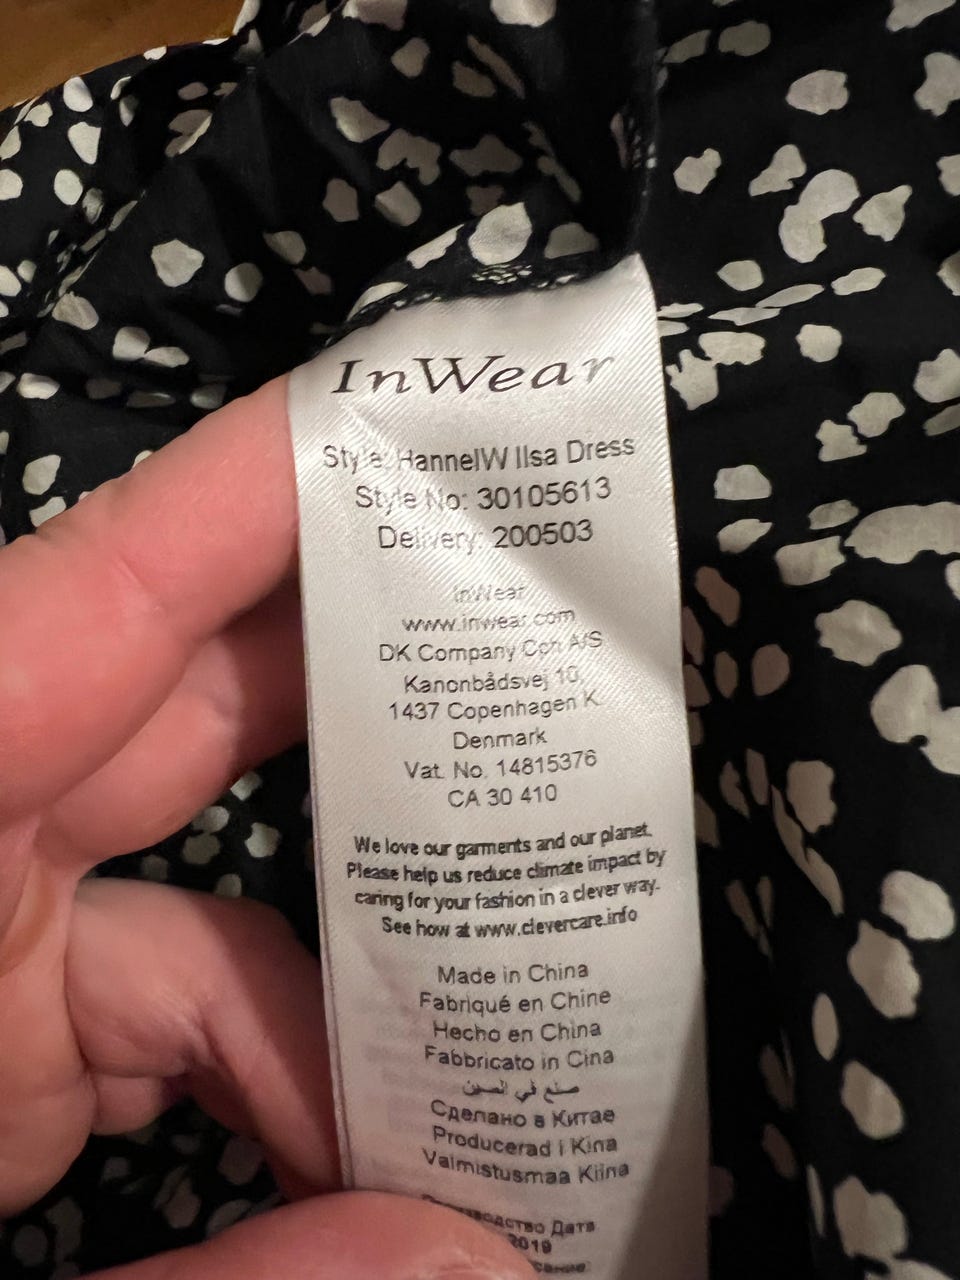 InWear
Style: HannelW Ilsa Dress
Style No: 30105613
Delivery: 200503
InWear
www.inwear.com
DK Company Cph A/S
Kanonbådsvej 10,
1437 Copenhagen K.
Denmark
Vat. No. 14815376
CA 30 410
We love our garments and our planet.
Please help us reduce climate impact by
caring for your fashion in a clever way.
See how at www.clevercare.info
Made in China
Fabriqué en Chine
Hecho en China
Fabbricato in Cina
صنع في الصين
Сделано в Китае
Producerad i Kina
Valmistusmaa Kiina
Дата
2019